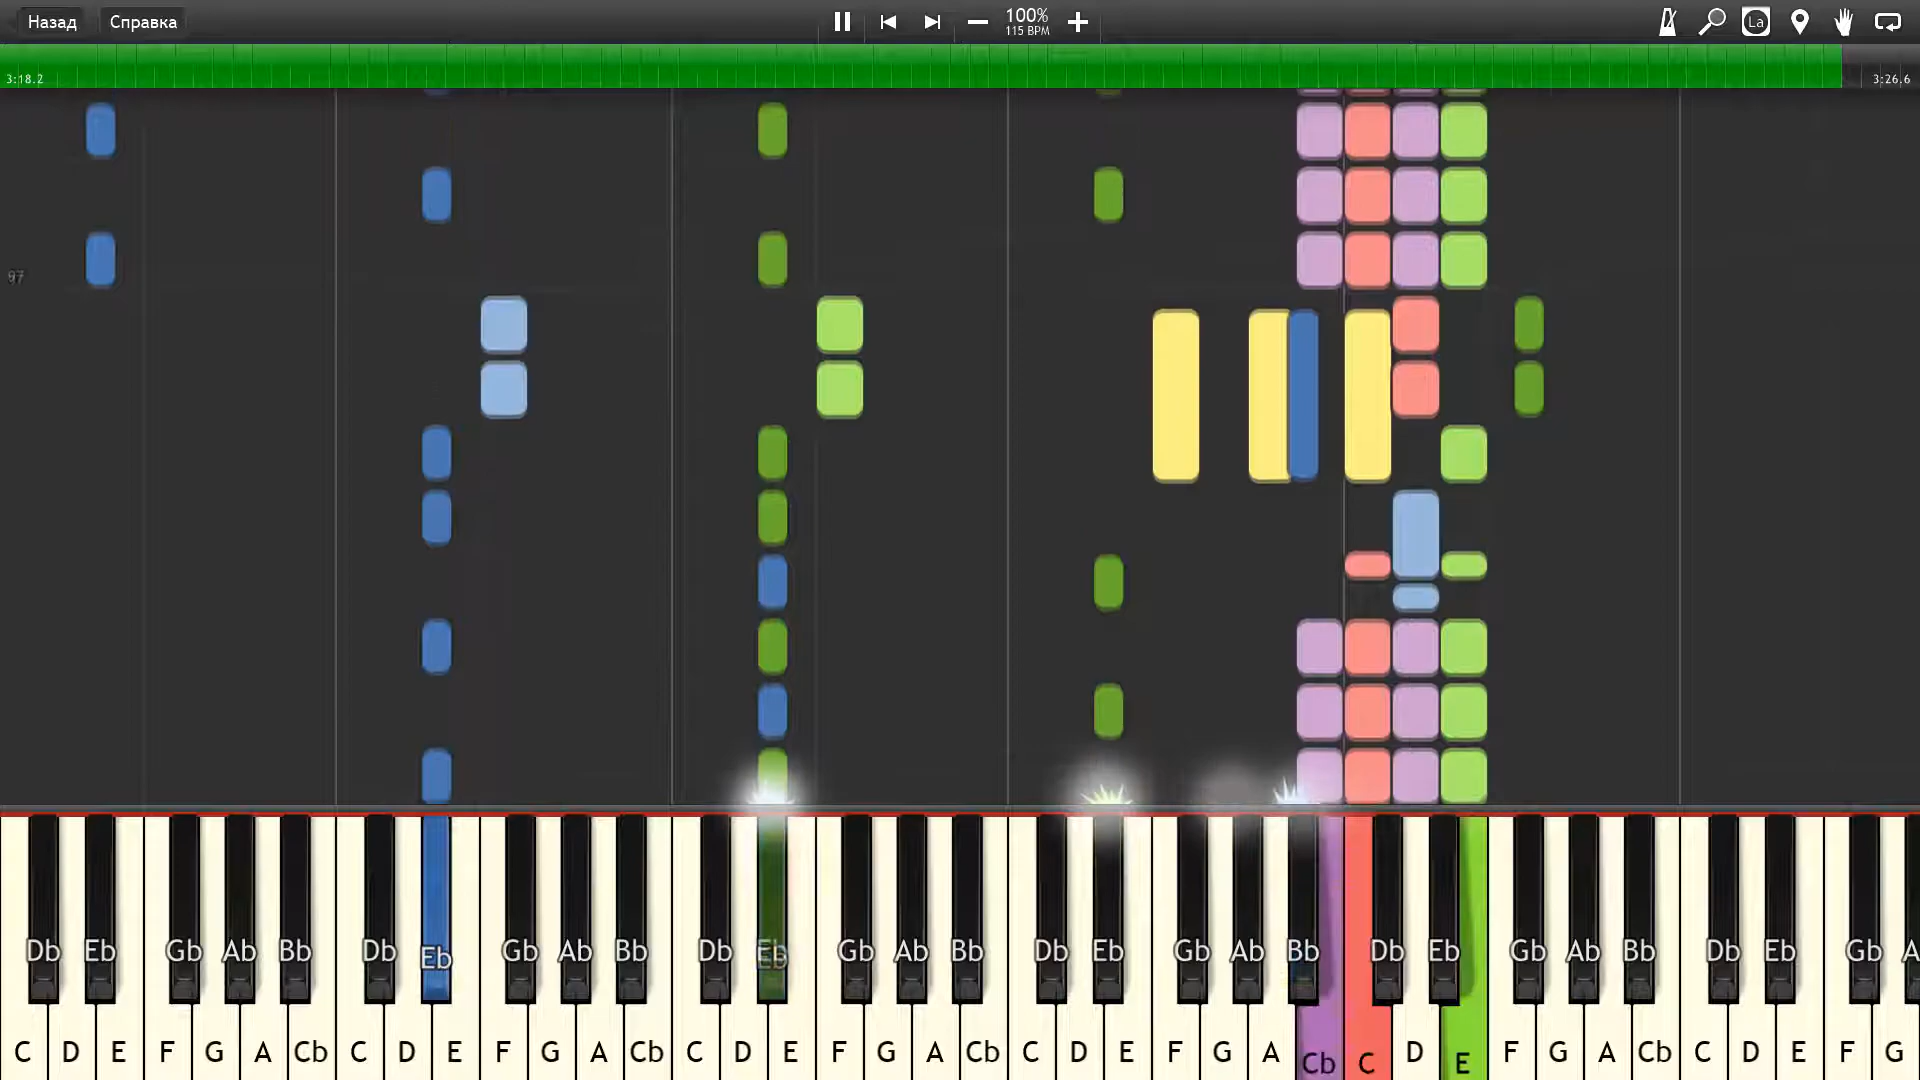 Назад Справка 100% La
115 BPM
3:18.2 3:26.6
97
Db Eb Gb Ab Bb Db Eb Gb Ab Bb Db Eb Gb Ab Bb Db Eb Gb Ab Bb Db Eb Gb Ab Bb Db Eb Gb A
C D E F G A Cb C D E F G A Cb C D E F G A Cb C D E F G A Cb C D E F G A Cb C D E F G